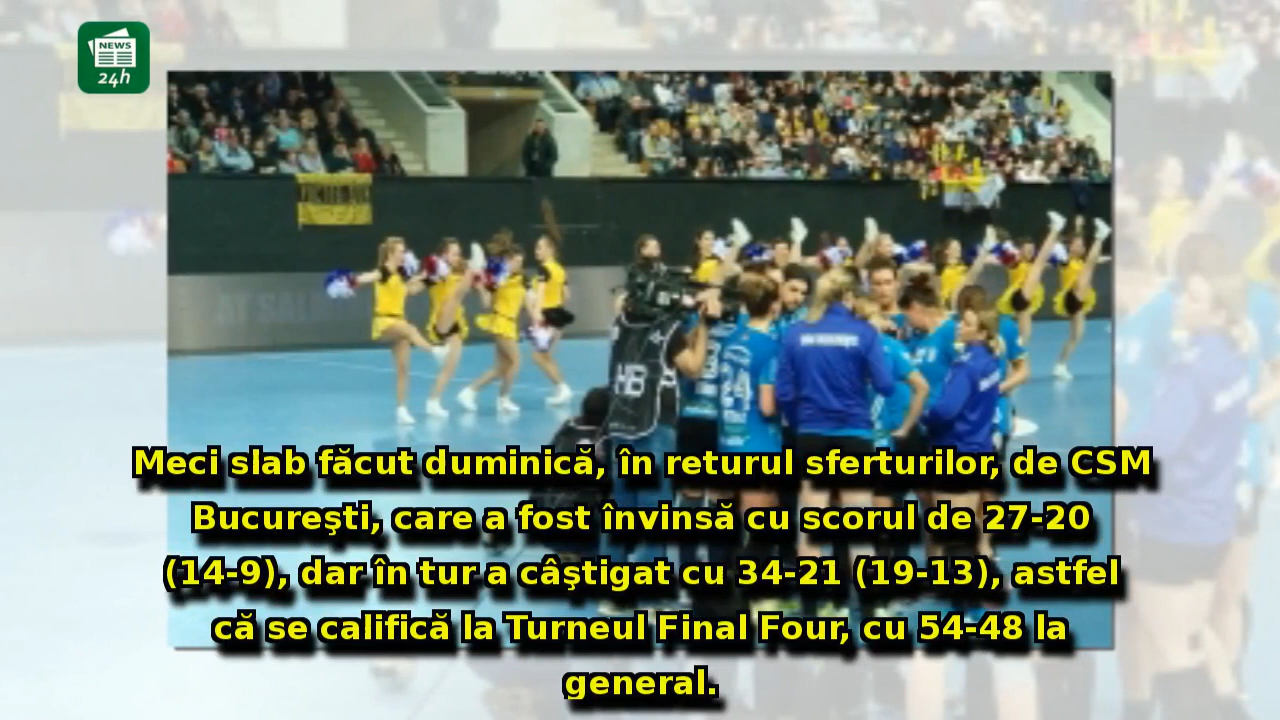 NEWS
24h
HB
Meci slab făcut duminică, în returul sferturilor, de CSM
Bucureşti, care a fost învinsă cu scorul de 27-20
(14-9), dar în tur a câştigat cu 34-21 (19-13), astfel
că se califică la Turneul Final Four, cu 54-48 la
general.